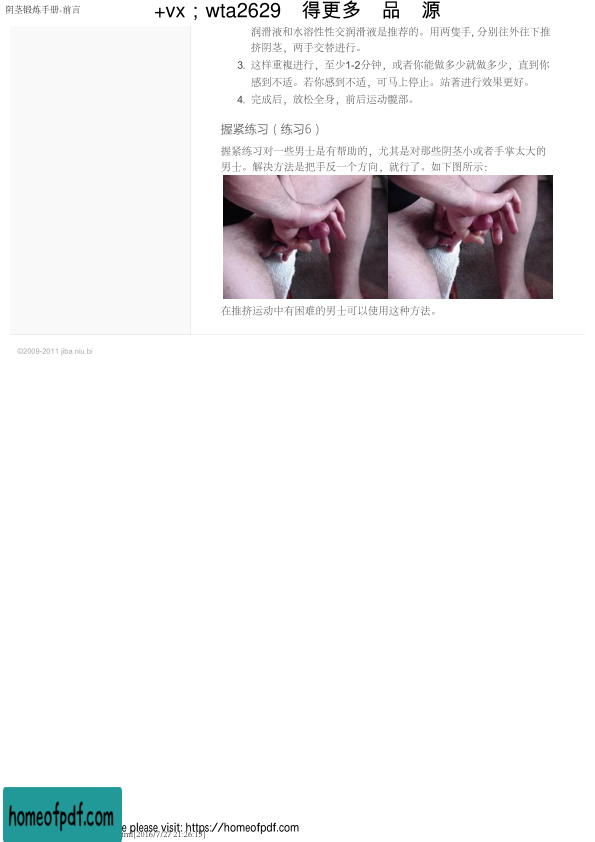 阴茎锻炼手册-前言
+vx；wta2629 得更多 品 源
润滑液和水溶性性交润滑液是推荐的。用两隻手, 分别往外往下推
挤阴茎，两手交替进行。
3. 这样重複进行，至少1-2分钟，或者你能做多少就做多少，直到你
感到不适。若你感到不适，可马上停止。站著进行效果更好。
4. 完成后，放松全身，前后运动髋部。
握紧练习（练习6）
握紧练习对一些男士是有帮助的，尤其是对那些阴茎小或者手掌太大的
男士。解决方法是把手反一个方向，就行了。如下图所示：
在推挤运动中有困难的男士可以使用这种方法。
©2009-2011 jiba niu.bi
homeofpdf.com
e please visit: https://homeofpdf.com
[2016/7/27 21:26:15]